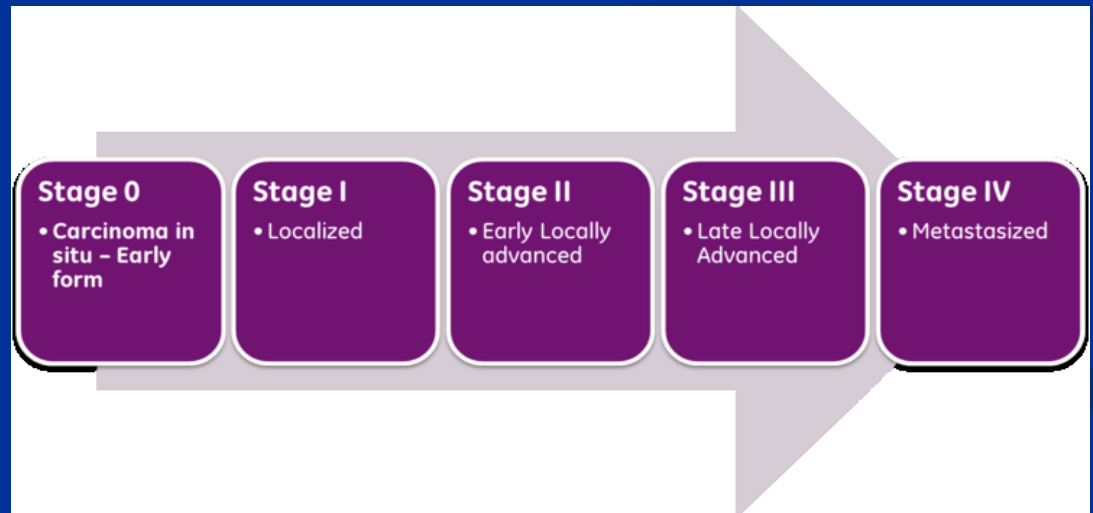 Stage 0
• Carcinoma in
situ – Early
form
Stage I
• Localized
Stage II
• Early Locally
advanced
Stage III
• Late Locally
Advanced
Stage IV
• Metastasized